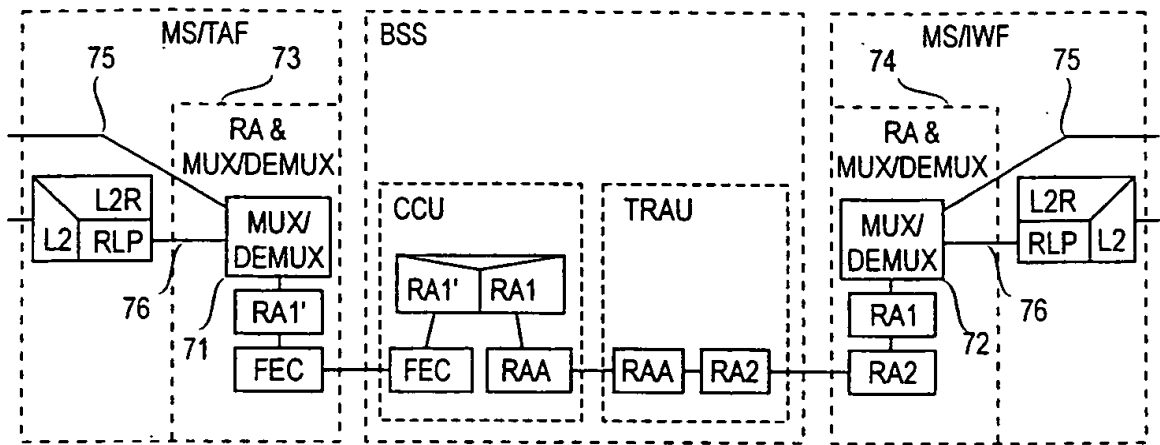 MS/TAF
BSS
MS/IWF
75
73
74
75
RA &
MUX/DEMUX
RA &
MUX/DEMUX
L2R
L2
RLP
MUX/
DEMUX
CCU
TRAU
MUX/
DEMUX
L2R
RLP
L2
76
71
RA1'
RA1'
RA1
RA1
72
76
FEC
FEC
RAA
RAA
RA2
RA2